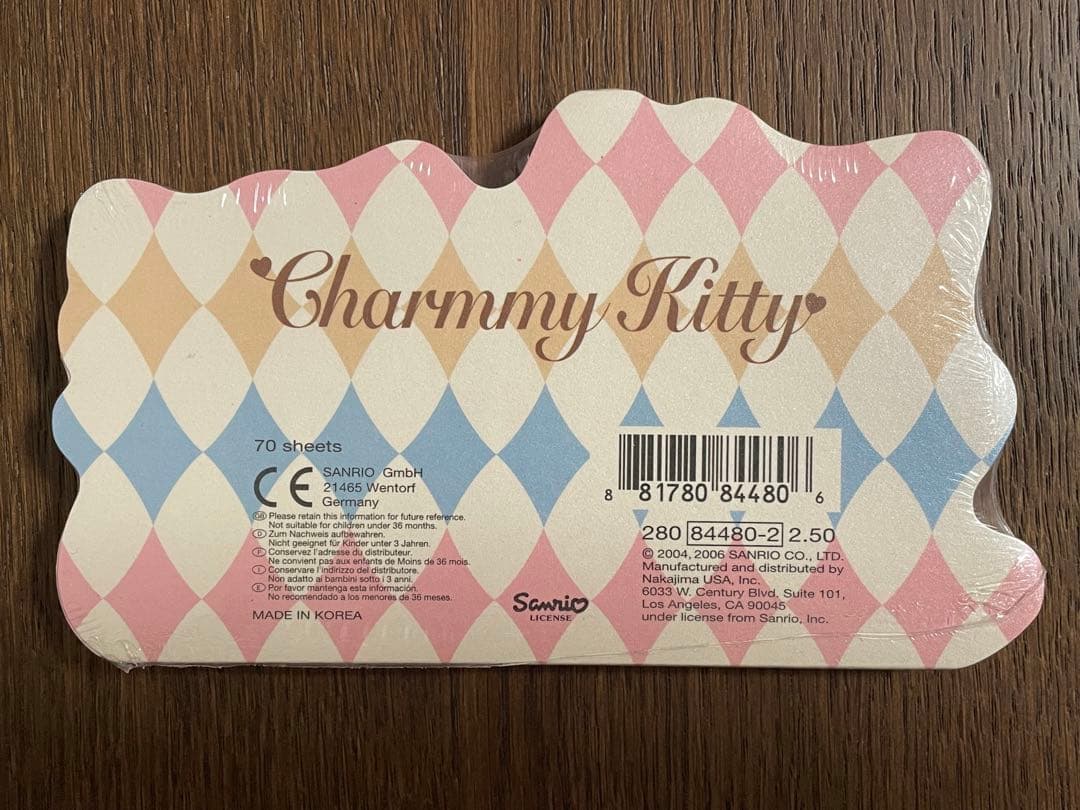 Charmmy Kitty
70 sheets
CE
SANRIO GmbH
21465 Wentorf
Germany
GB Please retain this information for future reference.
Not suitable for children under 36 months.
D Zum Nachweis aufbewahren.
Nicht geeignet für Kinder unter 3 Jahren.
F Conservez l'adresse du distributeur.
Ne convient pas aux enfants de Moins de 36 mois.
I Conservare l'indirizzo del distributore.
Non adatto ai bambini sotto i 3 anni.
E Por favor mantenga esta información.
No recomendado a los menores de 36 meses.
MADE IN KOREA
Sanrio
LICENSE
8 81780 84480 6
280 84480-2 2.50
© 2004, 2006 SANRIO CO., LTD.
Manufactured and distributed by
Nakajima USA, Inc.
6033 W. Century Blvd. Suite 101,
Los Angeles, CA 90045
under license from Sanrio, Inc.